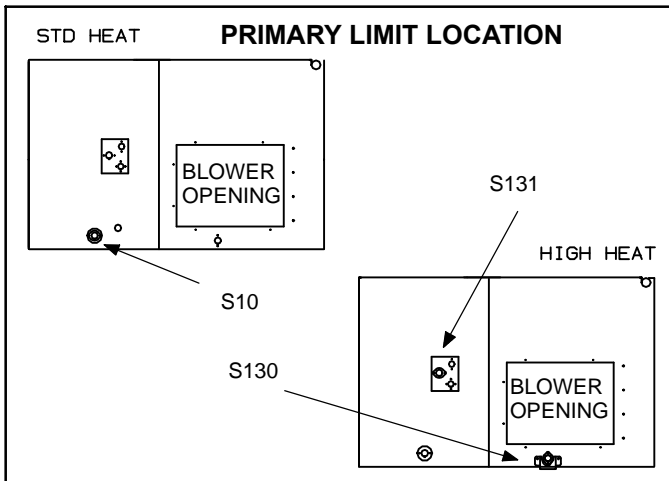 STD HEAT
PRIMARY LIMIT LOCATION
BLOWER
OPENING
S131
HIGH HEAT
S10
S130
BLOWER
OPENING